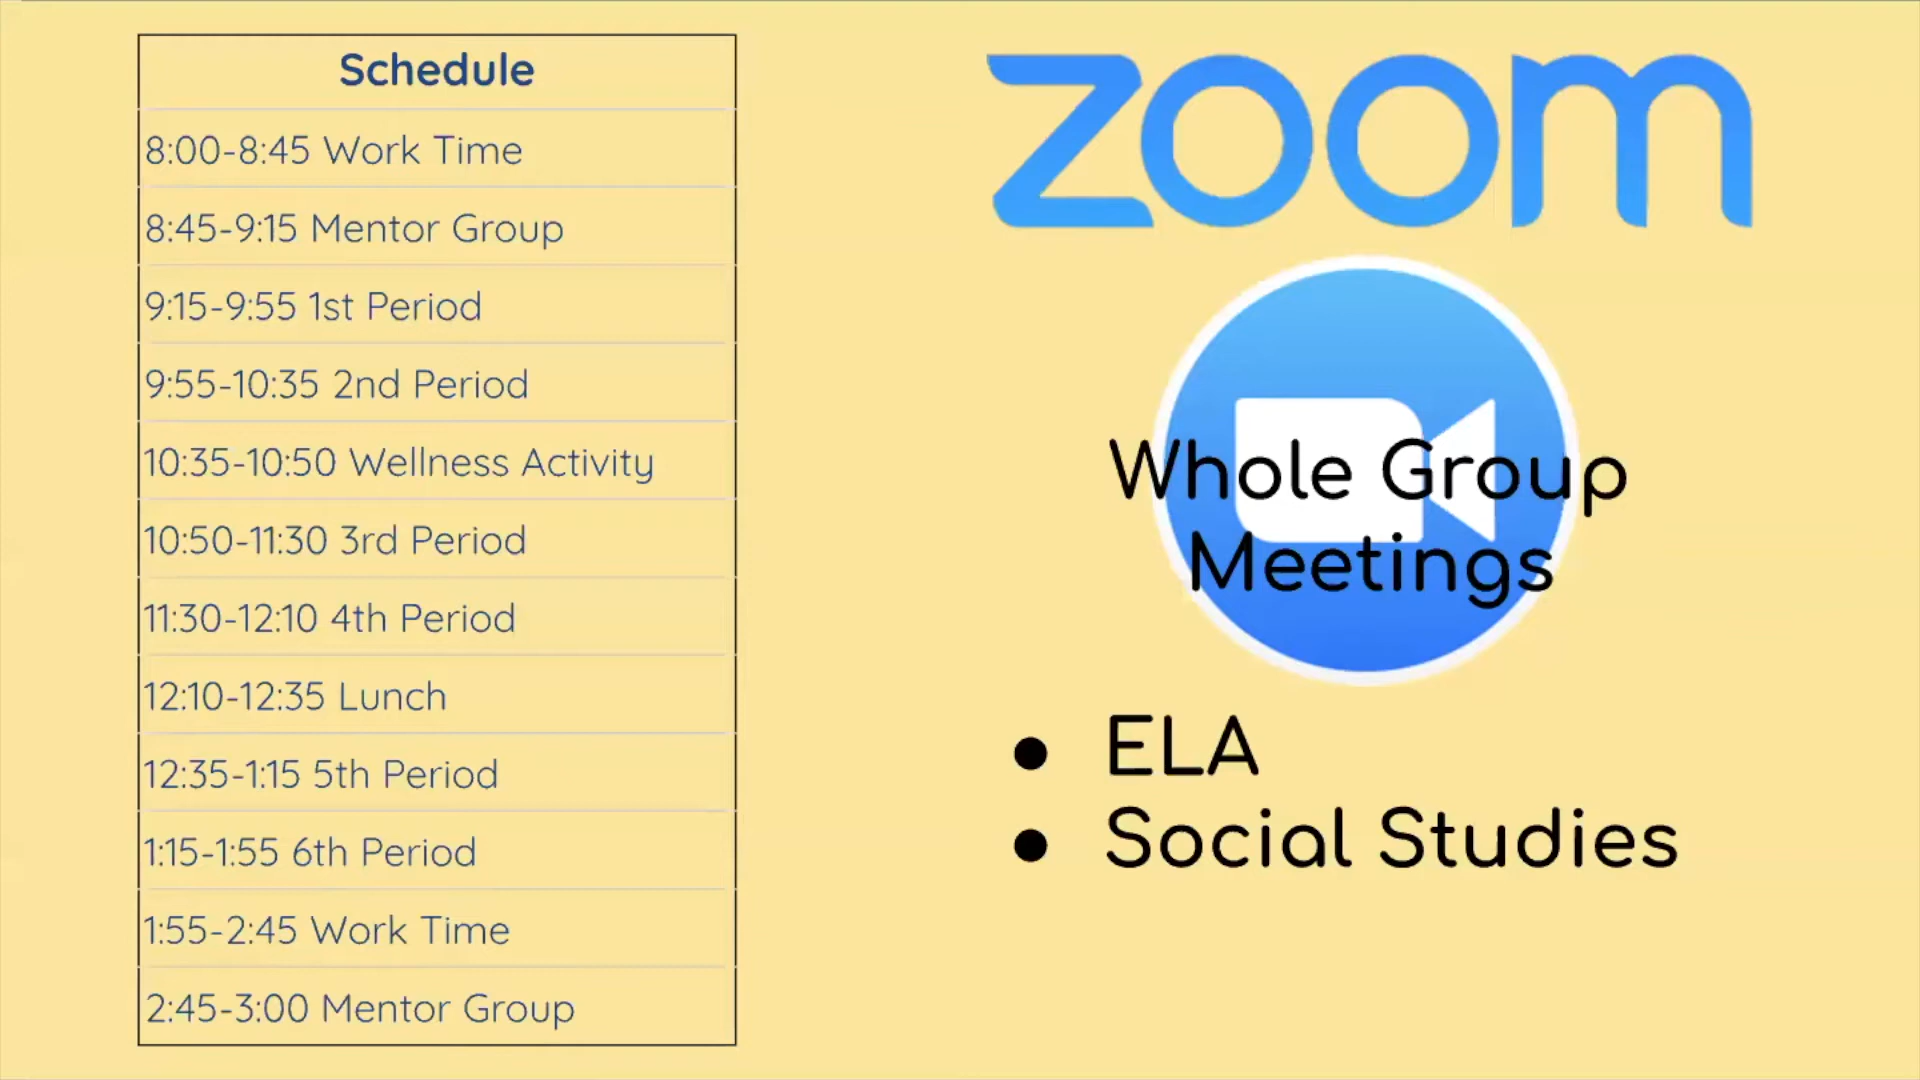 Schedule
8:00-8:45 Work Time
8:45-9:15 Mentor Group
9:15-9:55 1st Period
9:55-10:35 2nd Period
10:35-10:50 Wellness Activity
10:50-11:30 3rd Period
11:30-12:10 4th Period
12:10-12:35 Lunch
12:35-1:15 5th Period
1:15-1:55 6th Period
1:55-2:45 Work Time
2:45-3:00 Mentor Group
zoom
Whole Group
Meetings
● ELA
● Social Studies